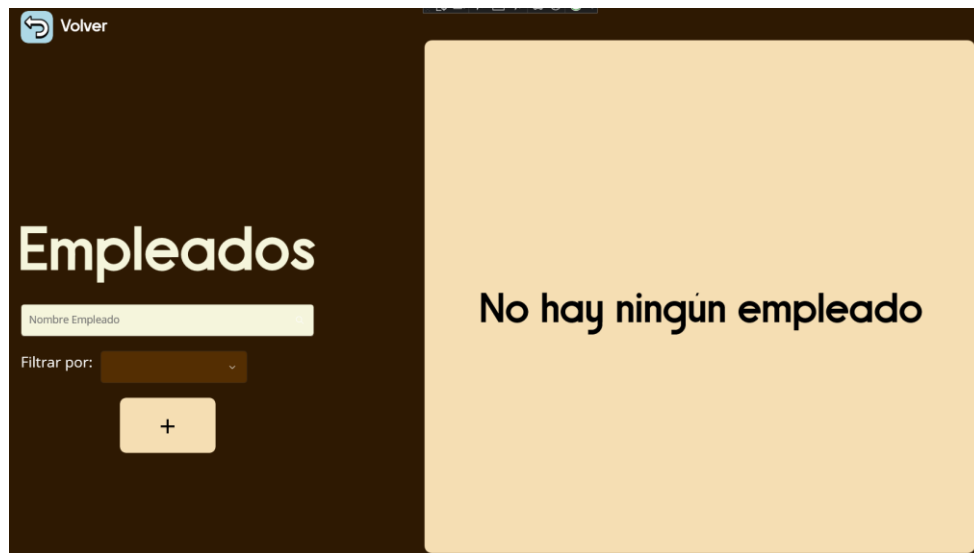 Volver
Empleados
Nombre Empleado
Filtrar por:
+
No hay ningún empleado